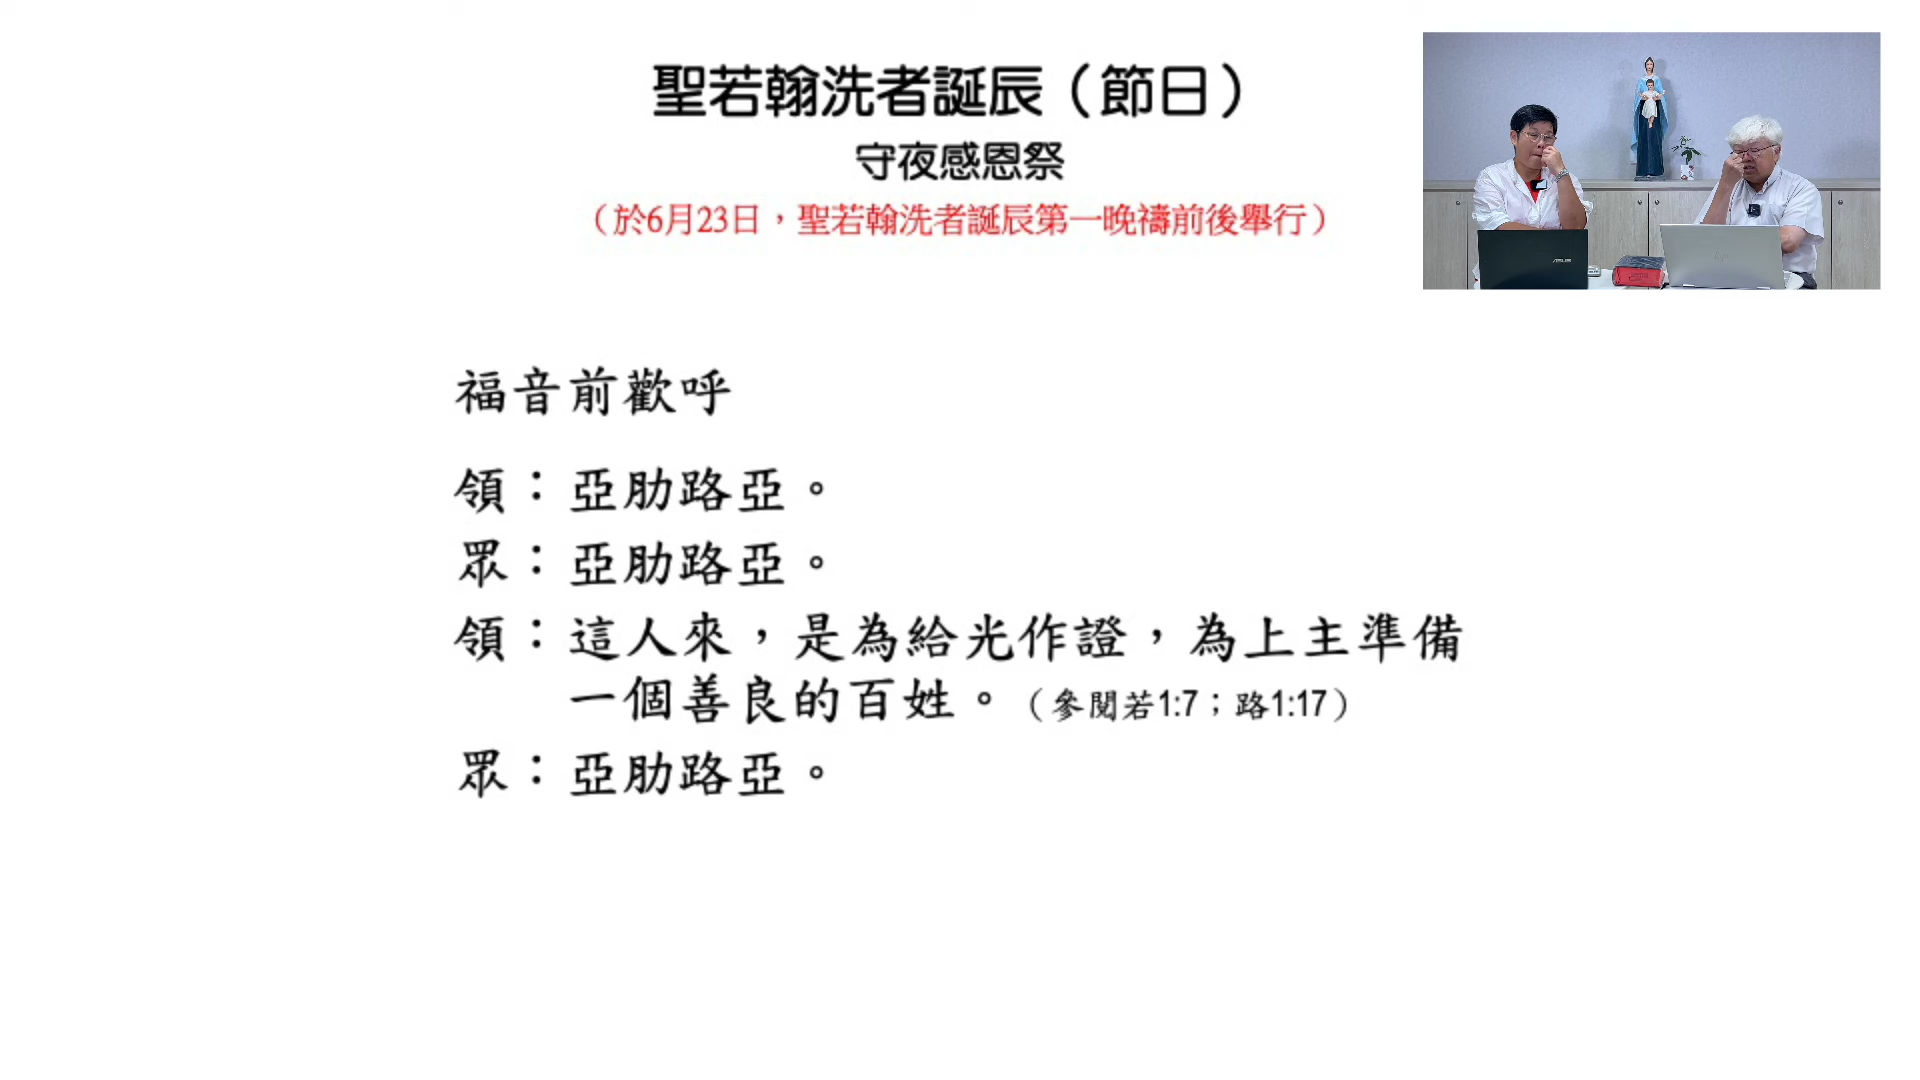 聖若翰洗者誕辰（節日）
守夜感恩祭
（於6月23日，聖若翰洗者誕辰第一晚禱前後舉行）
福音前歡呼
領：亞肋路亞。
眾：亞肋路亞。
領：這人來，是為給光作證，為上主準備
一個善良的百姓。（參閱若1:7；路1:17）
眾：亞肋路亞。
ASUS